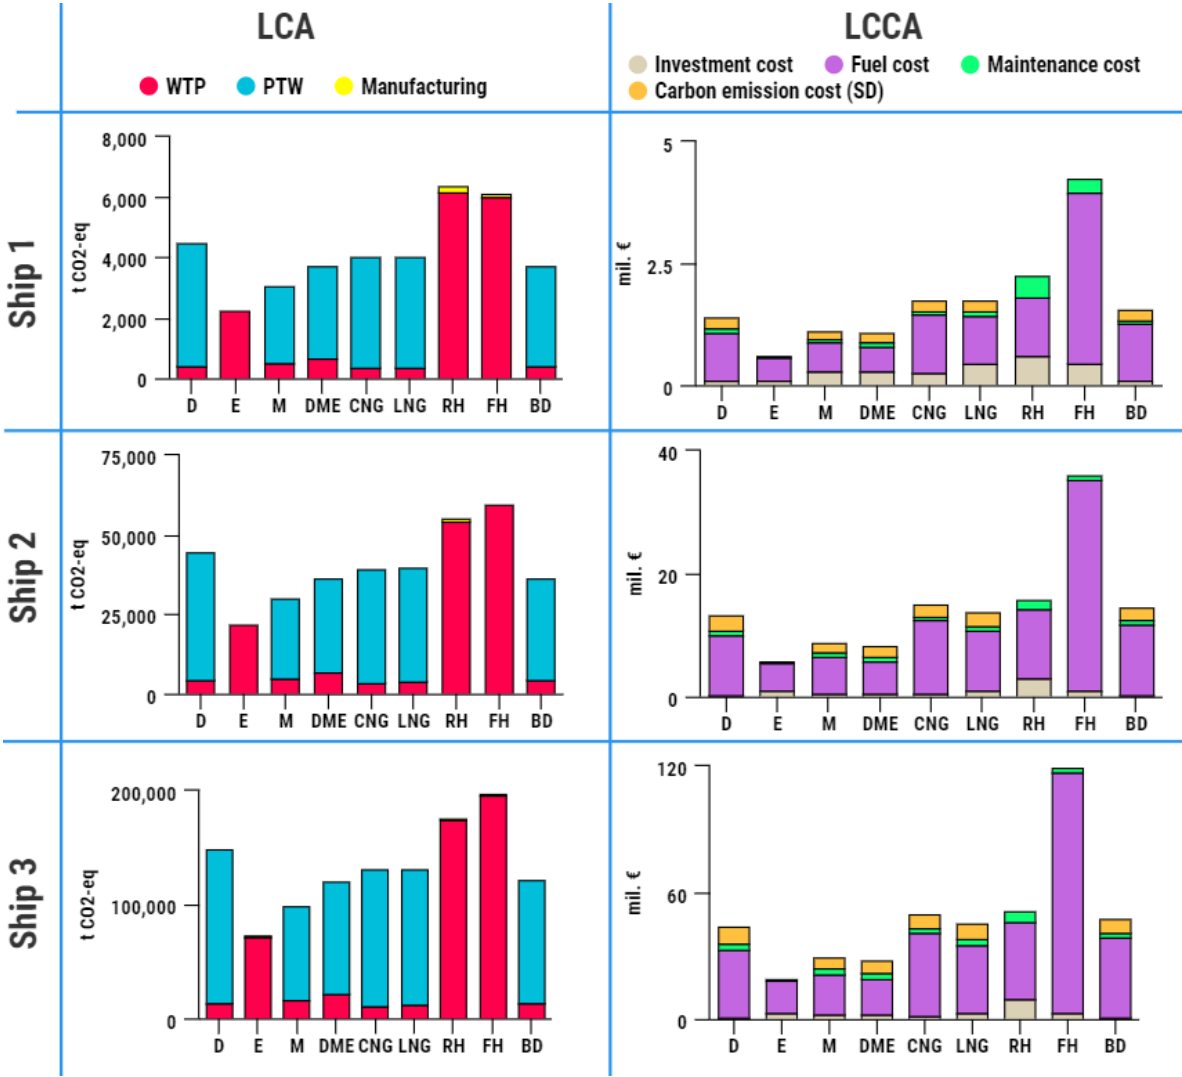 LCA
LCCA
WTP PTW Manufacturing
Investment cost Fuel cost Maintenance cost
Carbon emission cost (SD)
Ship 1
t CO2-eq
8,000
6,000
4,000
2,000
0
D E M DME CNG LNG RH FH BD
mil. €
5
2.5
0
D E M DME CNG LNG RH FH BD
Ship 2
t CO2-eq
75,000
50,000
25,000
0
D E M DME CNG LNG RH FH BD
mil. €
40
20
0
D E M DME CNG LNG RH FH BD
Ship 3
t CO2-eq
200,000
100,000
0
D E M DME CNG LNG RH FH BD
mil. €
120
60
0
D E M DME CNG LNG RH FH BD